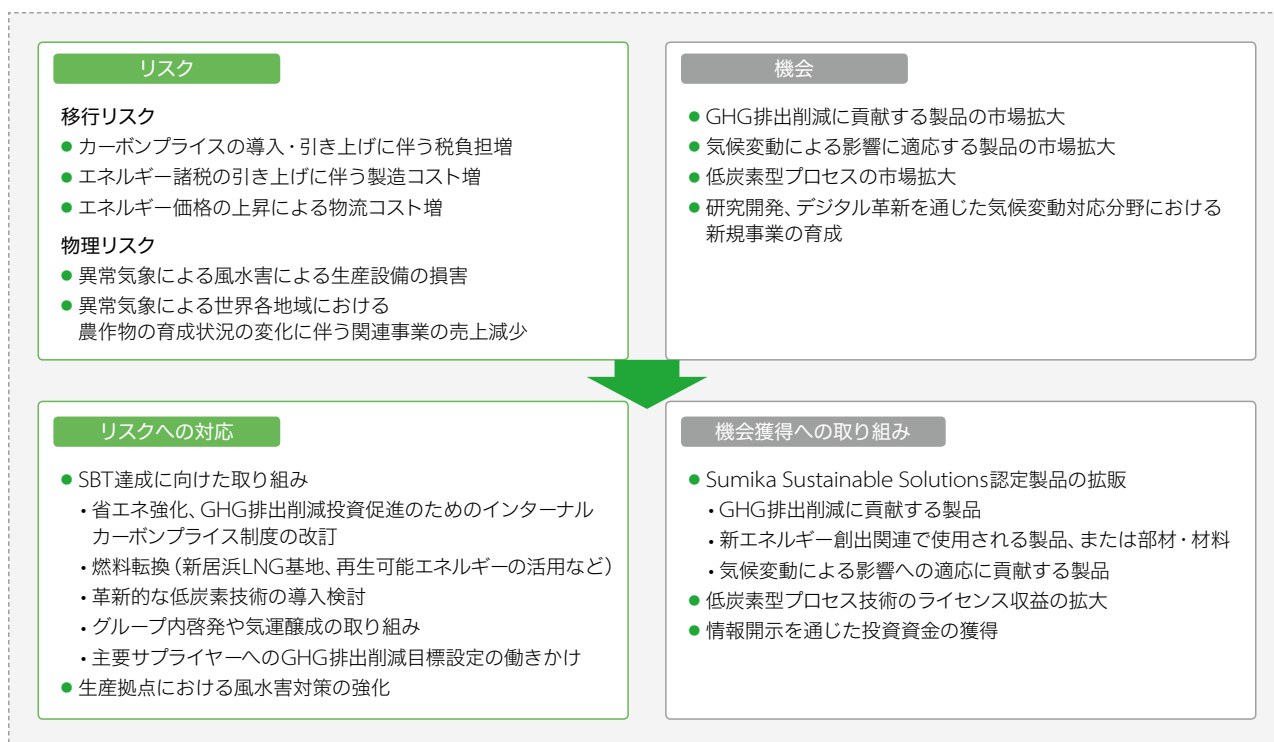 リスク
移行リスク
● カーボンプライスの導入・引き上げに伴う税負担増
● エネルギー諸税の引き上げに伴う製造コスト増
● エネルギー価格の上昇による物流コスト増
物理リスク
● 異常気象による風水害による生産設備の損害
● 異常気象による世界各地域における
農作物の育成状況の変化に伴う関連事業の売上減少
機会
● GHG排出削減に貢献する製品の市場拡大
● 気候変動による影響に適応する製品の市場拡大
● 低炭素型プロセスの市場拡大
● 研究開発、デジタル革新を通じた気候変動対応分野における
新規事業の育成
リスクへの対応
● SBT達成に向けた取り組み
・省エネ強化、GHG排出削減投資促進のためのインターナル
カーボンプライス制度の改訂
・燃料転換（新居浜LNG基地、再生可能エネルギーの活用など）
・革新的な低炭素技術の導入検討
・グループ内啓発や気運醸成の取り組み
・主要サプライヤーへのGHG排出削減目標設定の働きかけ
● 生産拠点における風水害対策の強化
機会獲得への取り組み
● Sumika Sustainable Solutions認定製品の拡販
・GHG排出削減に貢献する製品
・新エネルギー創出関連で使用される製品、または部材・材料
・気候変動による影響への適応に貢献する製品
● 低炭素型プロセス技術のライセンス収益の拡大
● 情報開示を通じた投資資金の獲得